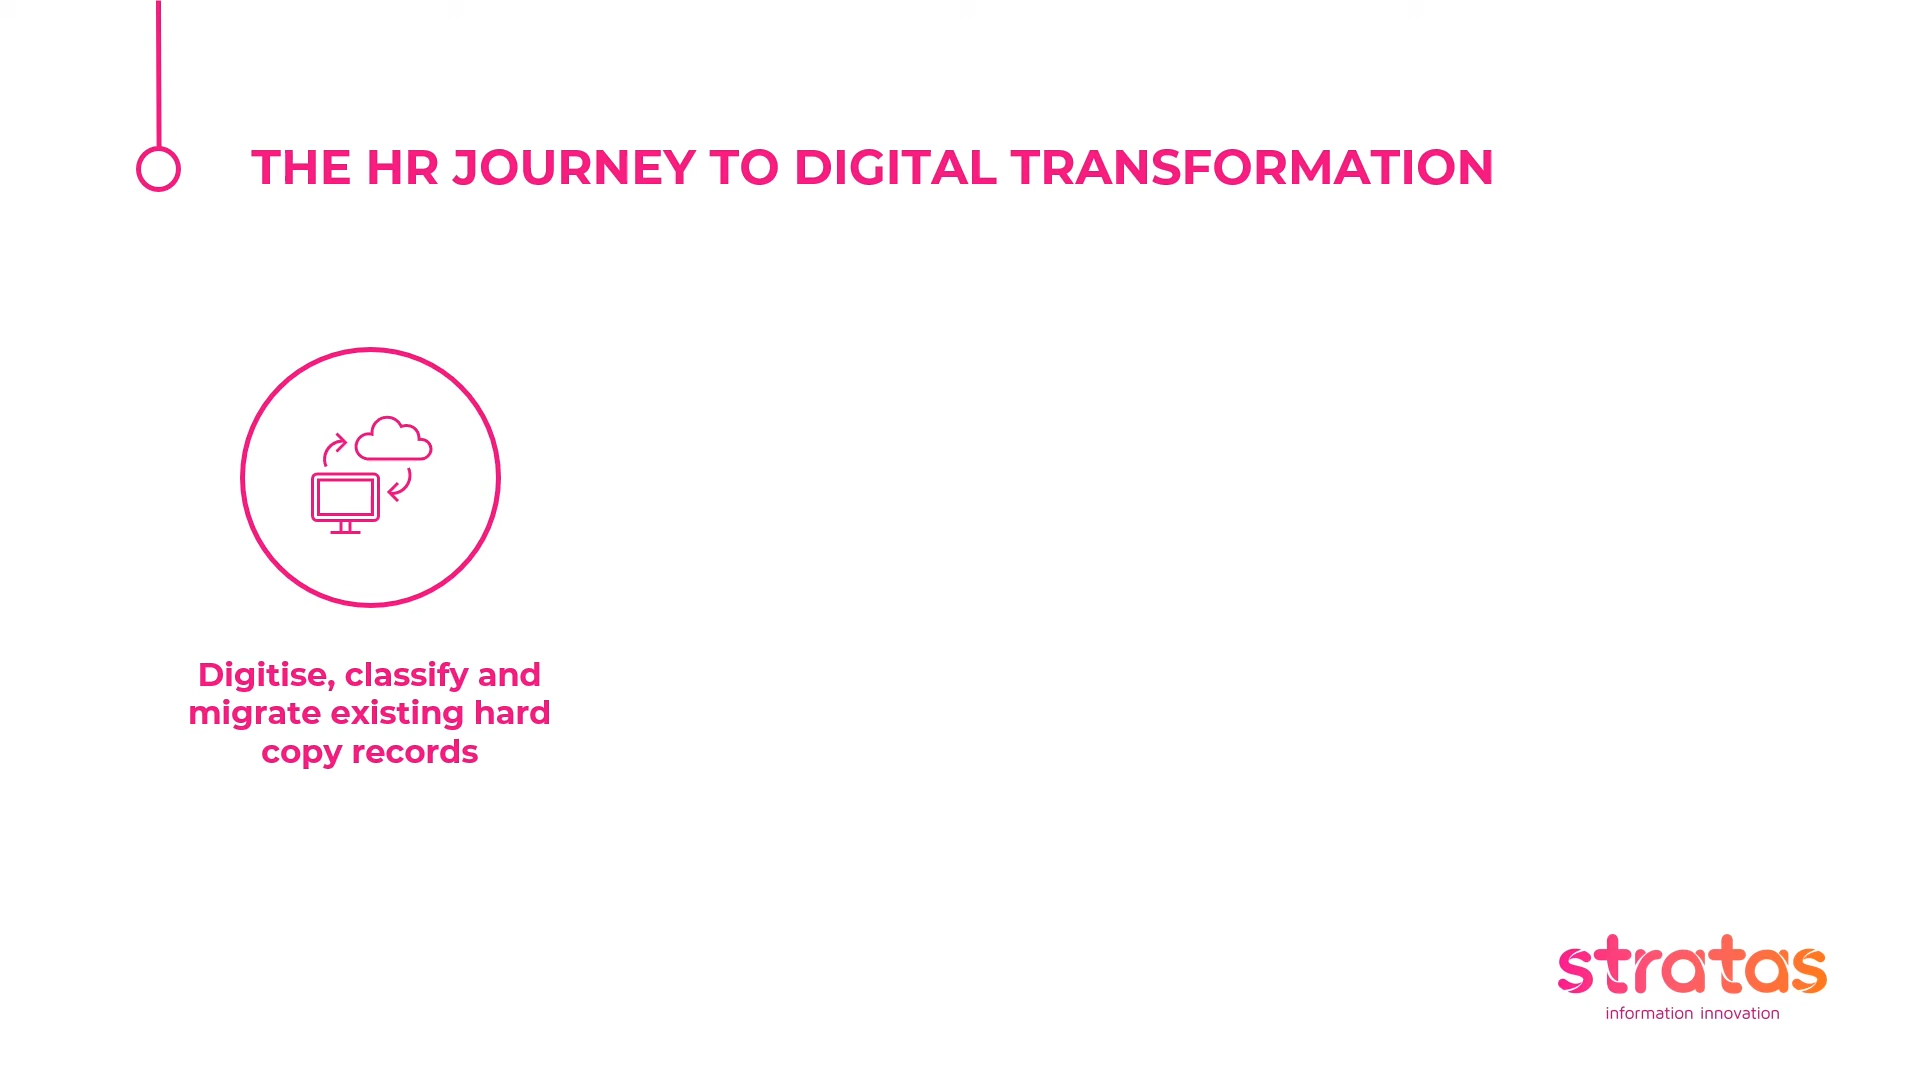 THE HR JOURNEY TO DIGITAL TRANSFORMATION
Digitise, classify and
migrate existing hard
copy records
stratas
information innovation